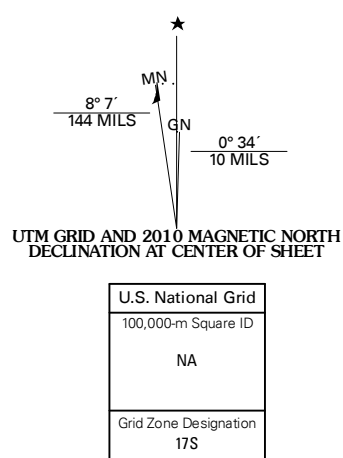 MN
8° 7´
144 MILS
GN
0° 34´
10 MILS
UTM GRID AND 2010 MAGNETIC NORTH
DECLINATION AT CENTER OF SHEET
U.S. National Grid
100,000-m Square ID
NA
Grid Zone Designation
17S